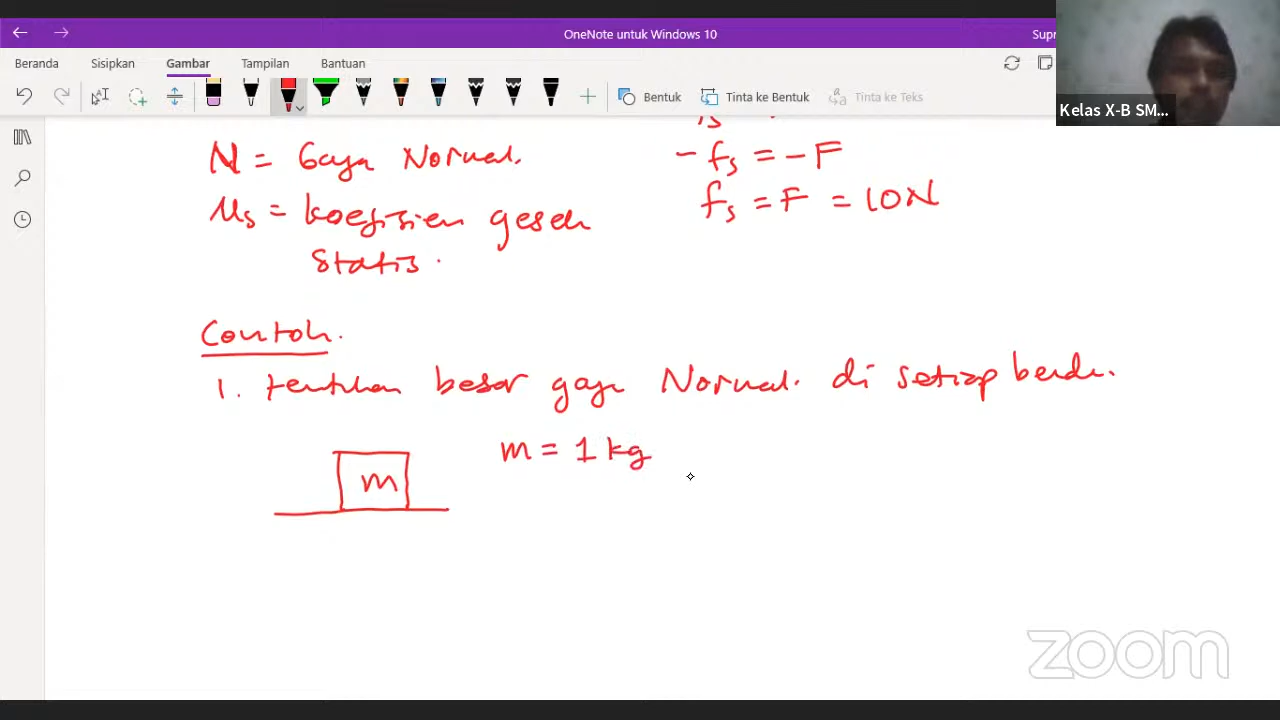 OneNote untuk Windows 10
Supr
Beranda Sisipkan Gambar Tampilan Bantuan
Bentuk Tinta ke Bentuk Tinta ke Teks
Kelas X-B SM...
N = Gaya Normal.
- fs = - F
μs = koefisien gesek
fs = F = 10 N
statis.
Contoh.
1. tentukan besar gaya Normal. di setiap benda.
m = 1 kg
m
zoom